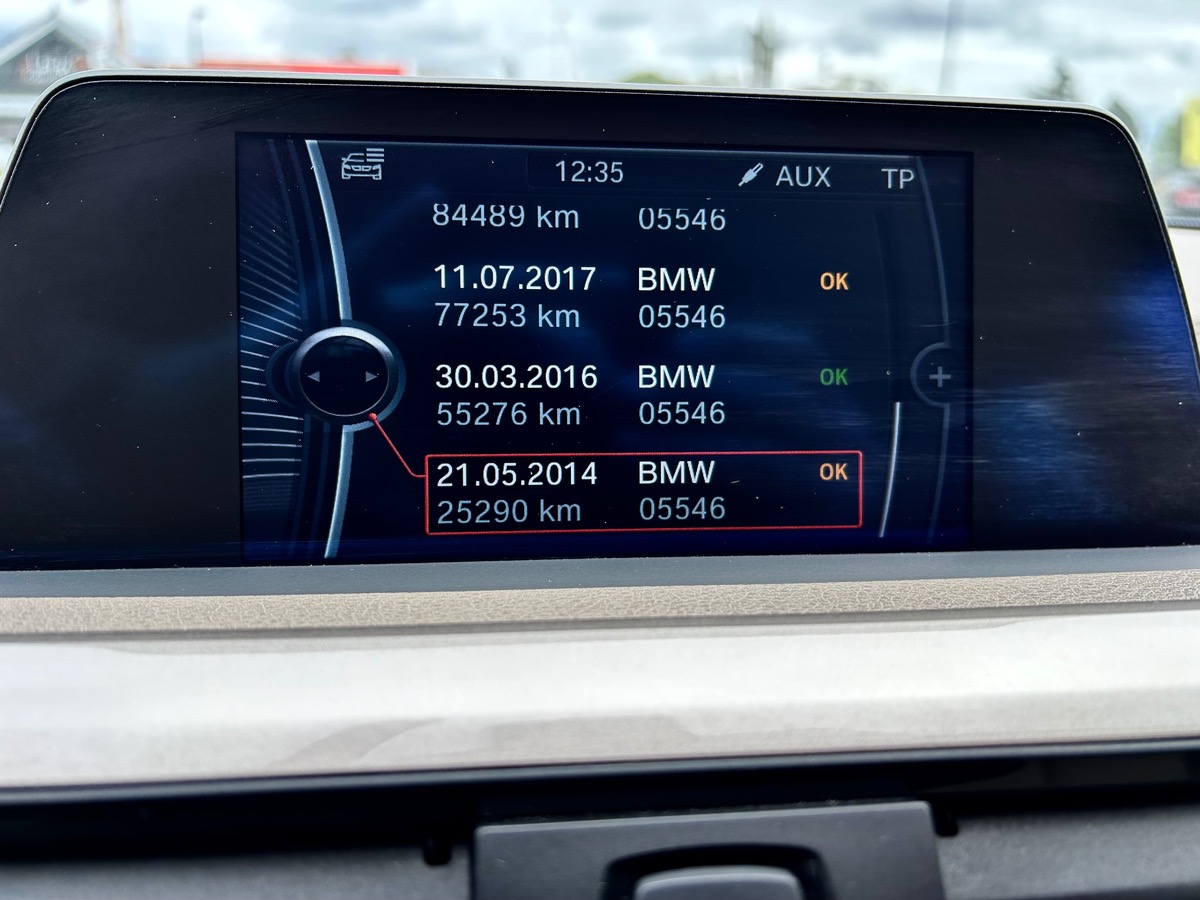 12:35 AUX TP
84489 km 05546
11.07.2017 BMW OK
77253 km 05546
30.03.2016 BMW OK
55276 km 05546
21.05.2014 BMW OK
25290 km 05546